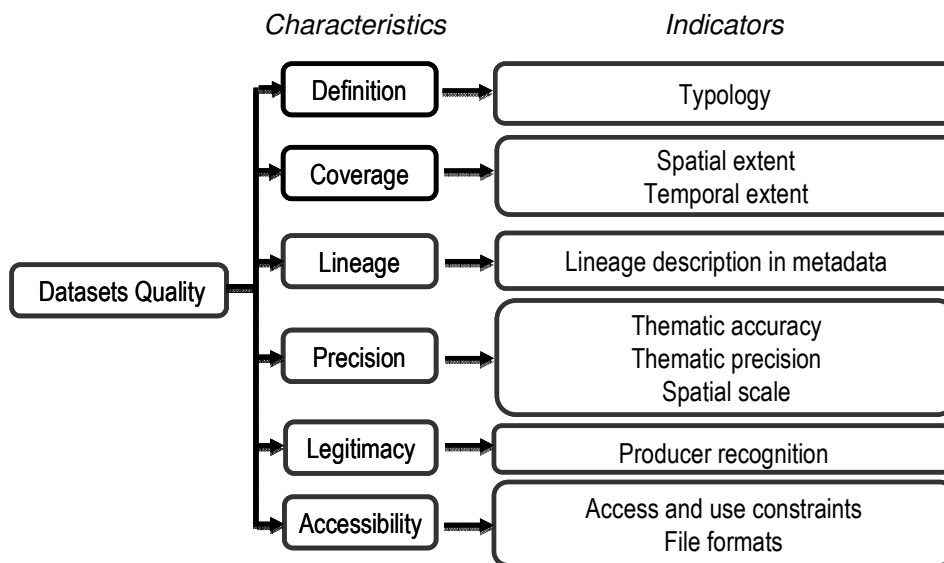 Characteristics
Indicators
Definition
Typology
Coverage
Spatial extent
Temporal extent
Lineage
Lineage description in metadata
Datasets Quality
Precision
Thematic accuracy
Thematic precision
Spatial scale
Legitimacy
Producer recognition
Accessibility
Access and use constraints
File formats